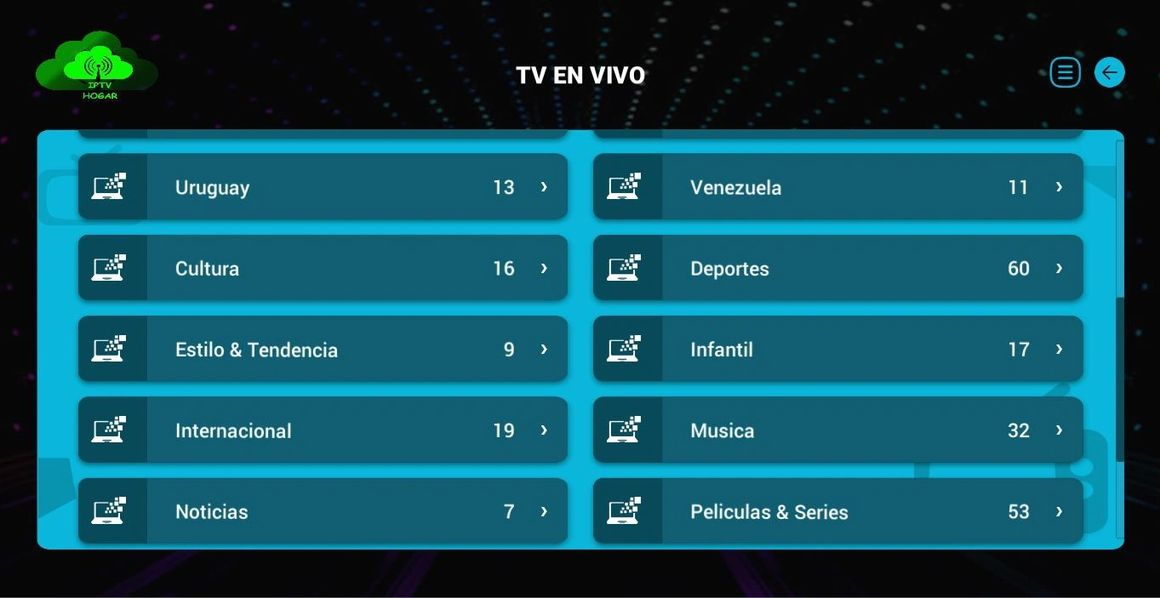 IPTV
HOGAR
TV EN VIVO
Uruguay 13
Venezuela 11
Cultura 16
Deportes 60
Estilo & Tendencia 9
Infantil 17
Internacional 19
Musica 32
Noticias 7
Peliculas & Series 53